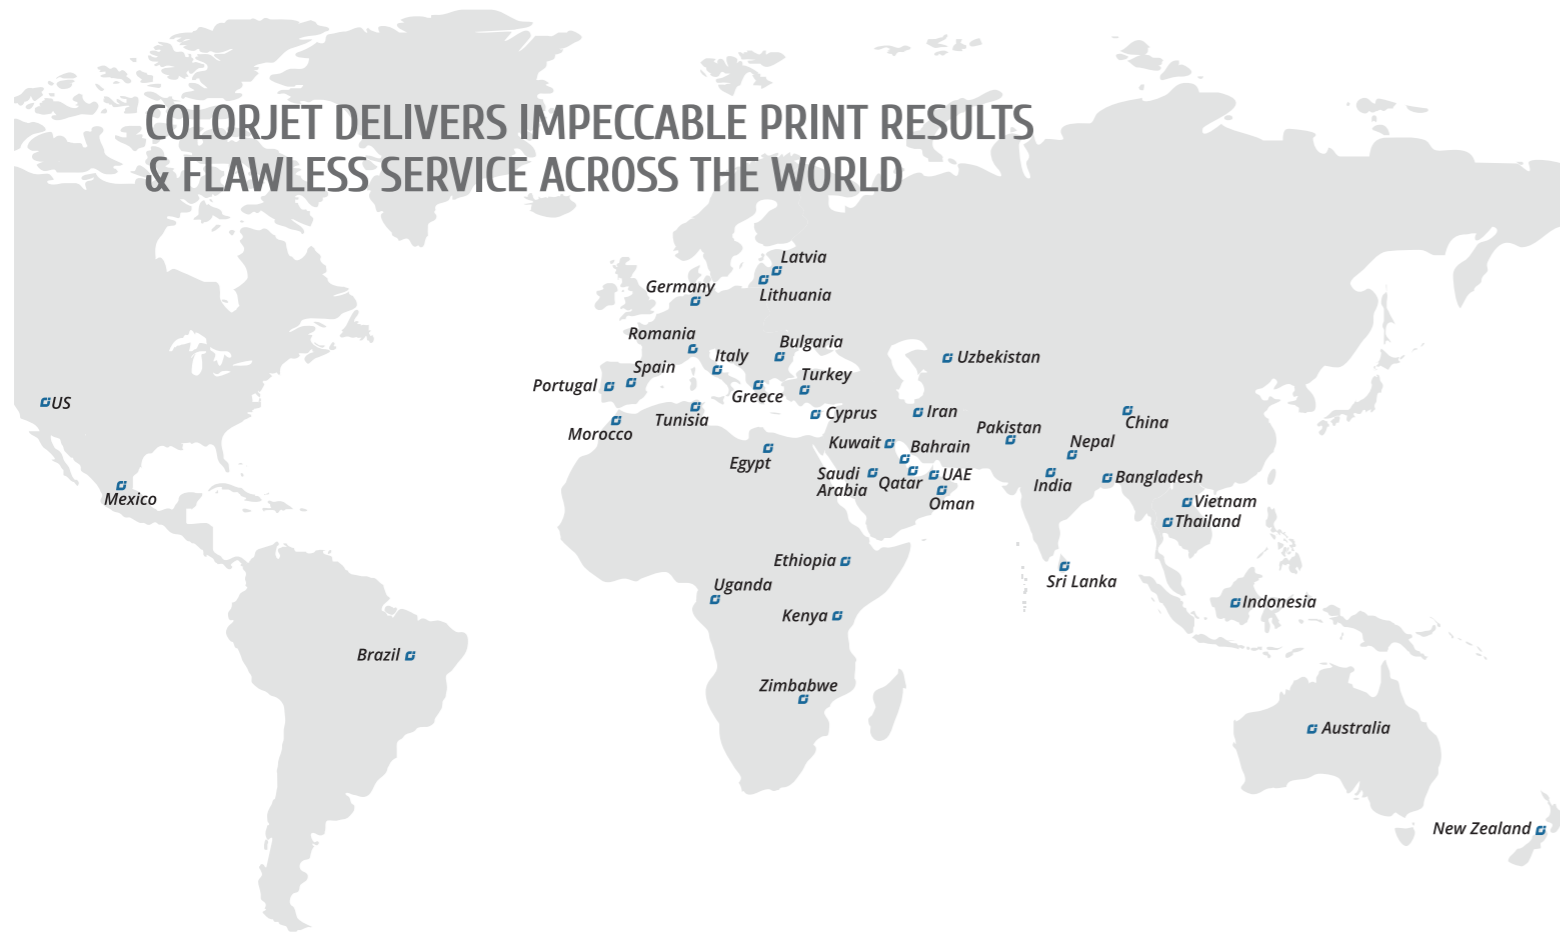 COLORJET DELIVERS IMPECCABLE PRINT RESULTS
& FLAWLESS SERVICE ACROSS THE WORLD
Latvia
Germany
Lithuania
Romania
Bulgaria
Italy
Uzbekistan
Spain
Turkey
Portugal
Greece
US
Iran
Cyprus
Tunisia
China
Pakistan
Morocco
Nepal
Kuwait
Bahrain
Egypt
Saudi
Arabia
UAE
Bangladesh
Qatar
India
Mexico
Vietnam
Oman
Thailand
Ethiopia
Sri Lanka
Uganda
Indonesia
Kenya
Brazil
Zimbabwe
Australia
New Zealand